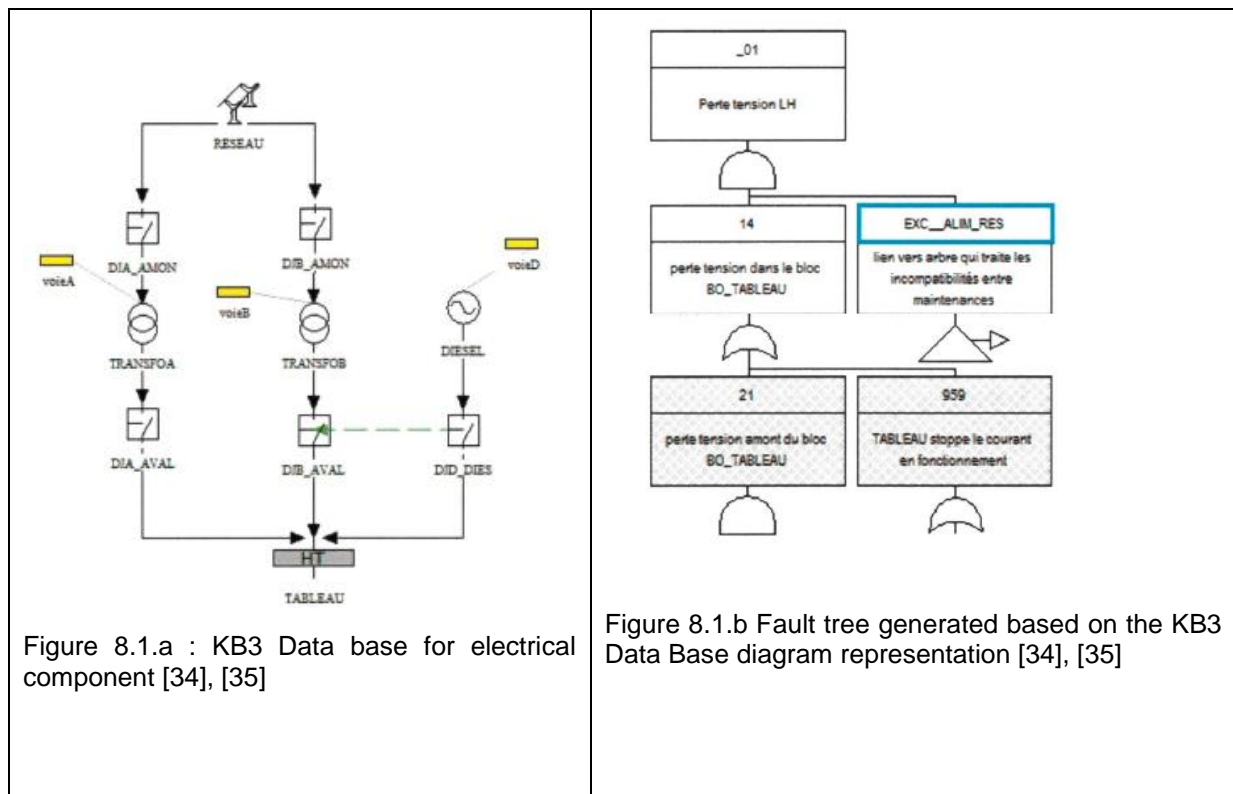 RESEAU
DIA_AMON
DJB_AMON
voieA
voieB
voieD
TRANSFOA
TRANSFOB
DIESEL
DIA_AVAL
DJB_AVAL
DJD_DIES
HT
TABLEAU
Figure 8.1.a : KB3 Data base for electrical
component [34], [35]
_01
Perte tension LH
14
perte tension dans le bloc
BO_TABLEAU
EXC__ALIM_RES
lien vers arbre qui traite les
incompatibilités entre
maintenances
21
perte tension amont du bloc
BO_TABLEAU
959
TABLEAU stoppe le courant
en fonctionnement
Figure 8.1.b Fault tree generated based on the KB3
Data Base diagram representation [34], [35]